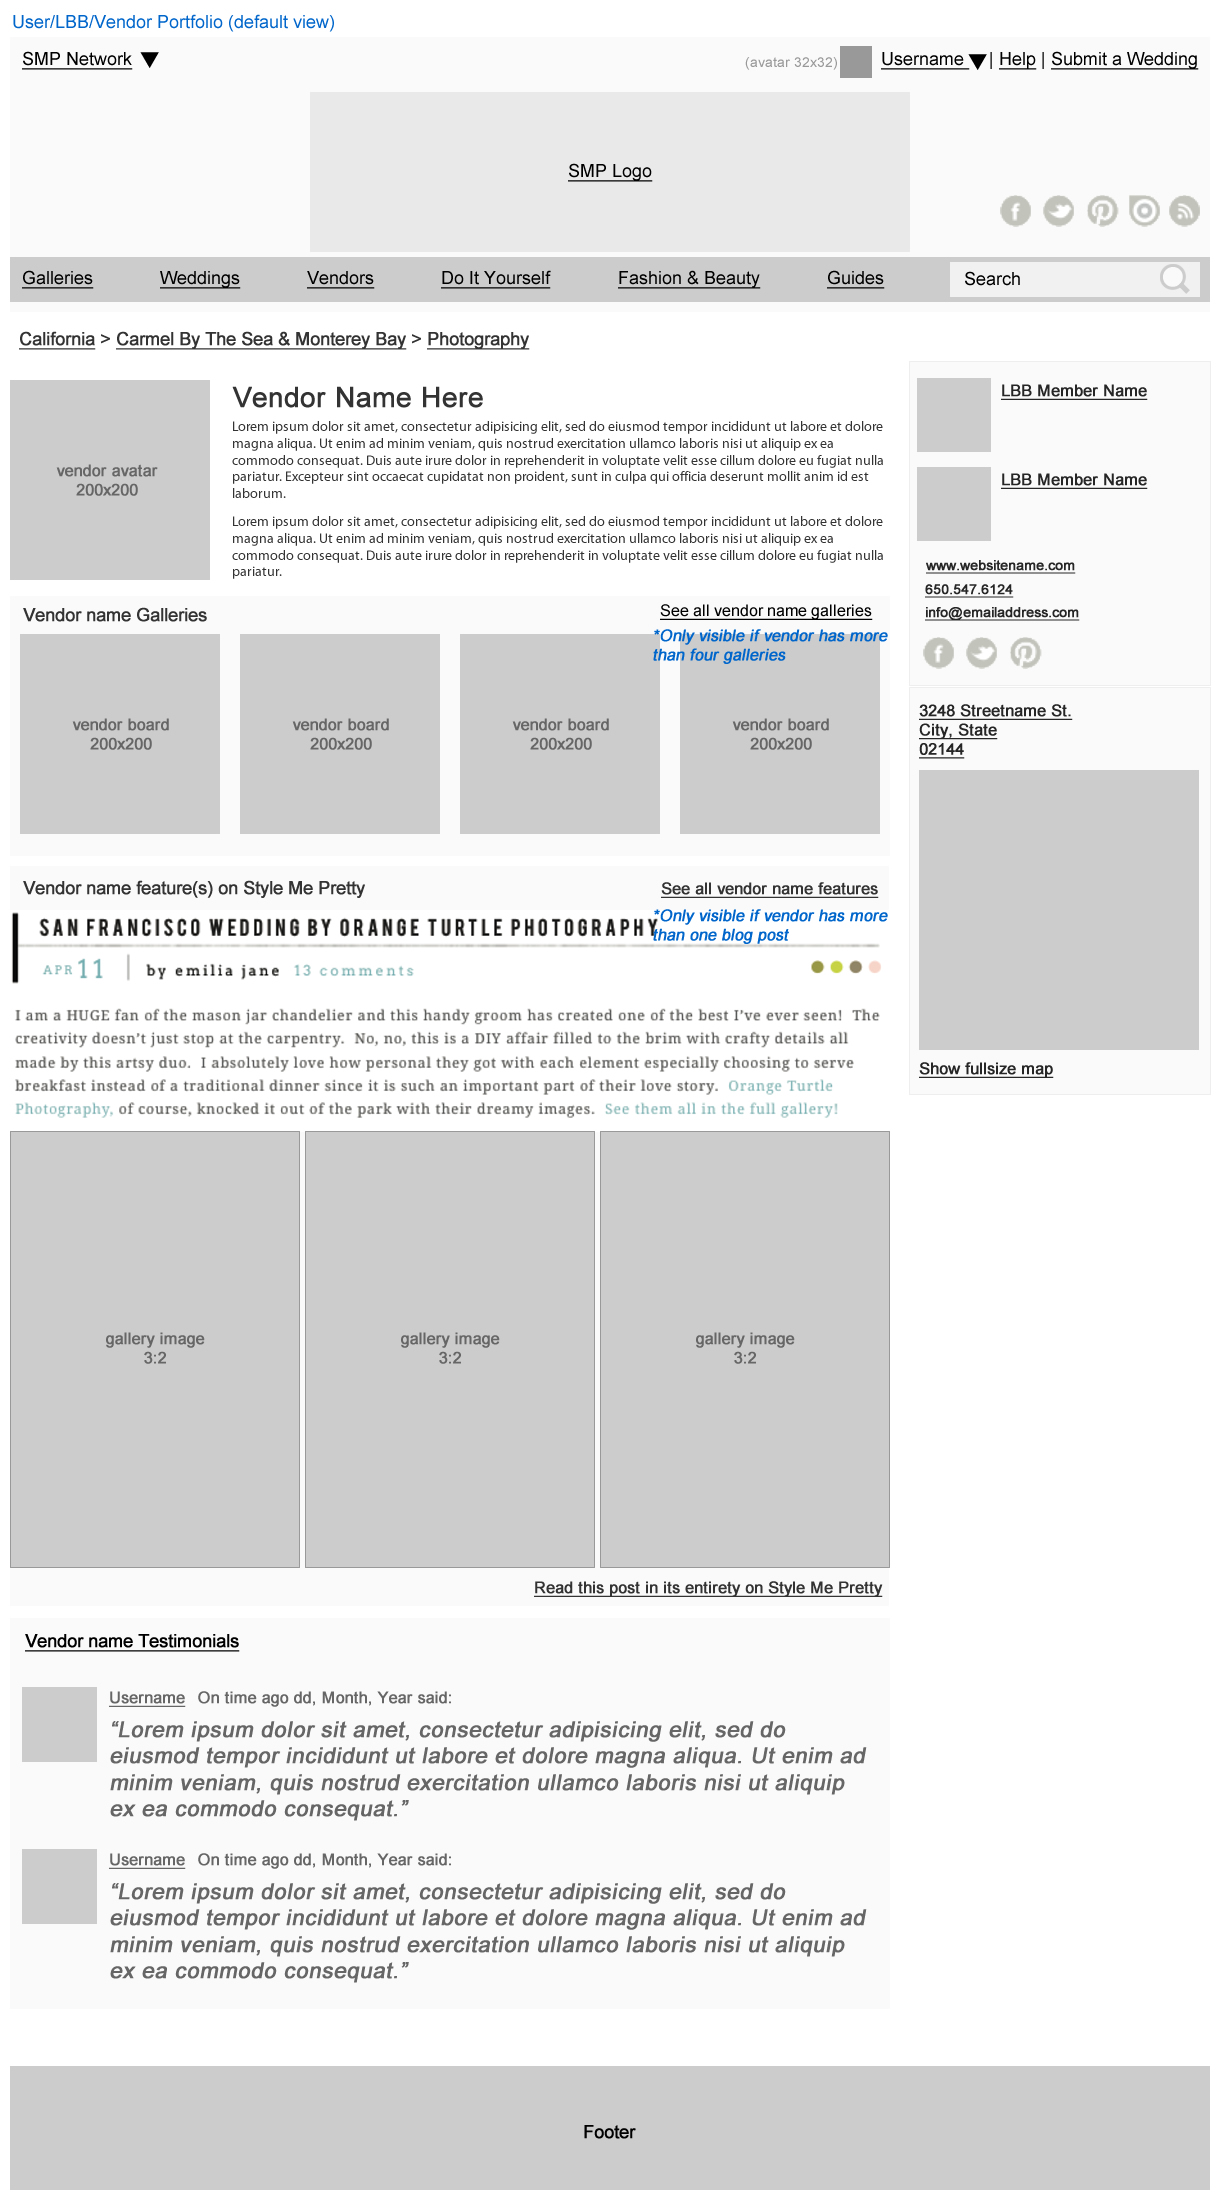 User/LBB/Vendor Portfolio (default view)
SMP Network
(avatar 32x32)
Username | Help | Submit a Wedding
SMP Logo
Galleries
Weddings
Vendors
Do It Yourself
Fashion & Beauty
Guides
Search
California > Carmel By The Sea & Monterey Bay > Photography
vendor avatar
200x200
Vendor Name Here
Lorem ipsum dolor sit amet, consectetur adipisicing elit, sed do eiusmod tempor incididunt ut labore et dolore
magna aliqua. Ut enim ad minim veniam, quis nostrud exercitation ullamco laboris nisi ut aliquip ex ea
commodo consequat. Duis aute irure dolor in reprehenderit in voluptate velit esse cillum dolore eu fugiat nulla
pariatur. Excepteur sint occaecat cupidatat non proident, sunt in culpa qui officia deserunt mollit anim id est
laborum.
Lorem ipsum dolor sit amet, consectetur adipisicing elit, sed do eiusmod tempor incididunt ut labore et dolore
magna aliqua. Ut enim ad minim veniam, quis nostrud exercitation ullamco laboris nisi ut aliquip ex ea
commodo consequat. Duis aute irure dolor in reprehenderit in voluptate velit esse cillum dolore eu fugiat nulla
pariatur.
LBB Member Name
LBB Member Name
www.websitename.com
650.547.6124
info@emailaddress.com
3248 Streetname St.
City, State
02144
Show fullsize map
Vendor name Galleries
See all vendor name galleries
*Only visible if vendor has more
than four galleries
vendor board
200x200
vendor board
200x200
vendor board
200x200
vendor board
200x200
Vendor name feature(s) on Style Me Pretty
See all vendor name features
*Only visible if vendor has more
than one blog post
SAN FRANCISCO WEDDING BY ORANGE TURTLE PHOTOGRAPHY
APR 11 by emilia jane 13 comments
I am a HUGE fan of the mason jar chandelier and this handy groom has created one of the best I've ever seen! The
creativity doesn't just stop at the carpentry. No, no, this is a DIY affair filled to the brim with crafty details all
made by this artsy duo. I absolutely love how personal they got with each element especially choosing to serve
breakfast instead of a traditional dinner since it is such an important part of their love story. Orange Turtle
Photography, of course, knocked it out of the park with their dreamy images. See them all in the full gallery!
gallery image
3:2
gallery image
3:2
gallery image
3:2
Read this post in its entirety on Style Me Pretty
Vendor name Testimonials
Username On time ago dd, Month, Year said:
“Lorem ipsum dolor sit amet, consectetur adipisicing elit, sed do
eiusmod tempor incididunt ut labore et dolore magna aliqua. Ut enim ad
minim veniam, quis nostrud exercitation ullamco laboris nisi ut aliquip
ex ea commodo consequat.”
Username On time ago dd, Month, Year said:
“Lorem ipsum dolor sit amet, consectetur adipisicing elit, sed do
eiusmod tempor incididunt ut labore et dolore magna aliqua. Ut enim ad
minim veniam, quis nostrud exercitation ullamco laboris nisi ut aliquip
ex ea commodo consequat.”
Footer